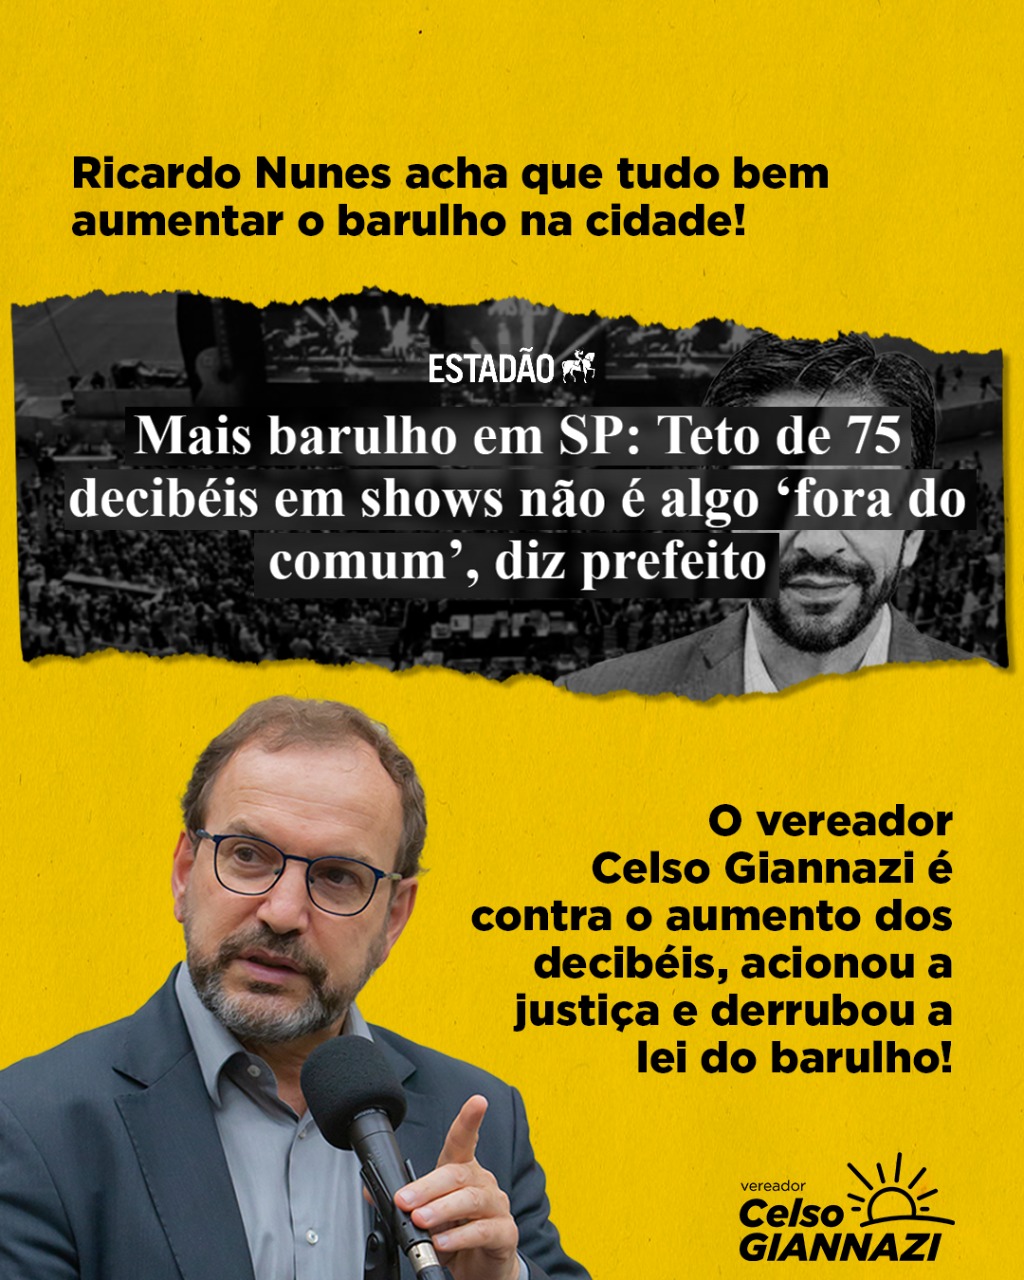 Ricardo Nunes acha que tudo bem
aumentar o barulho na cidade!
ESTADÃO
Mais barulho em SP: Teto de 75
decibéis em shows não é algo ‘fora do
comum’, diz prefeito
O vereador
Celso Giannazi é
contra o aumento dos
decibéis, acionou a
justiça e derrubou a
lei do barulho!
vereador
Celso
GIANNAZI